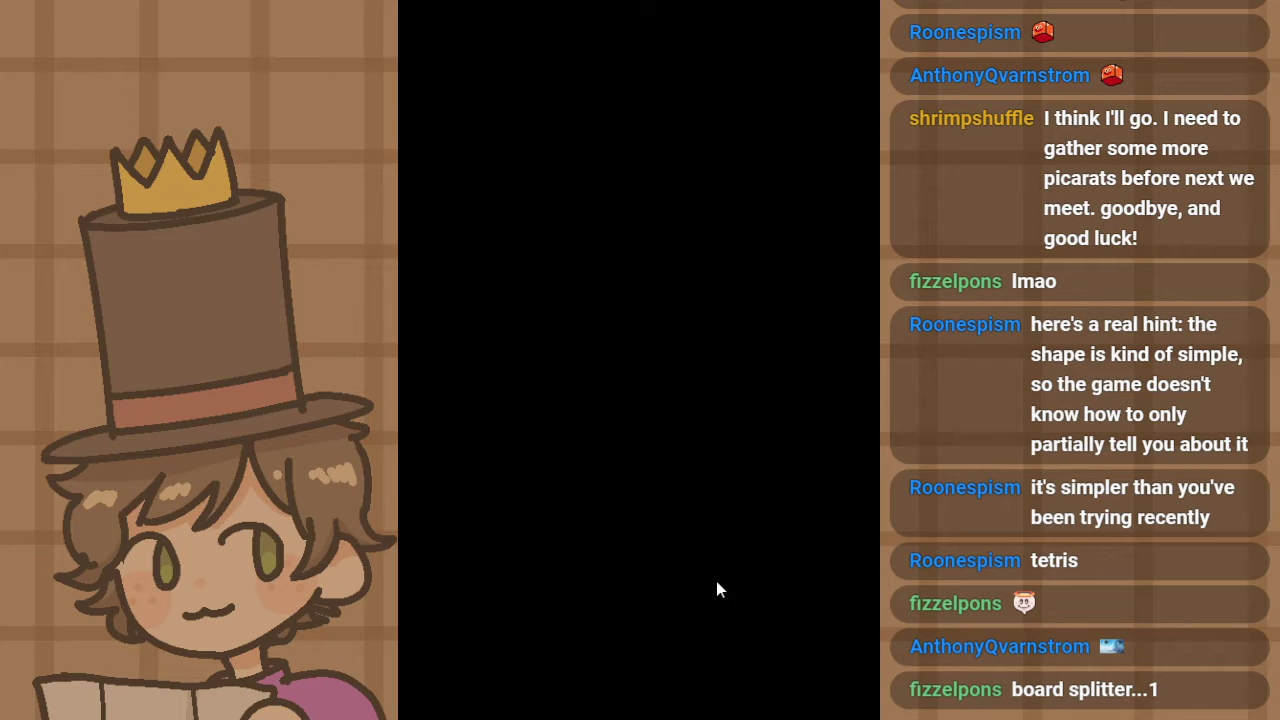 Roonespism
AnthonyQvarnstrom
shrimpshuffle I think I'll go. I need to
gather some more
picarats before next we
meet. goodbye, and
good luck!
fizzelpons lmao
Roonespism here's a real hint: the
shape is kind of simple,
so the game doesn't
know how to only
partially tell you about it
Roonespism it's simpler than you've
been trying recently
Roonespism tetris
fizzelpons
AnthonyQvarnstrom
fizzelpons board splitter...1